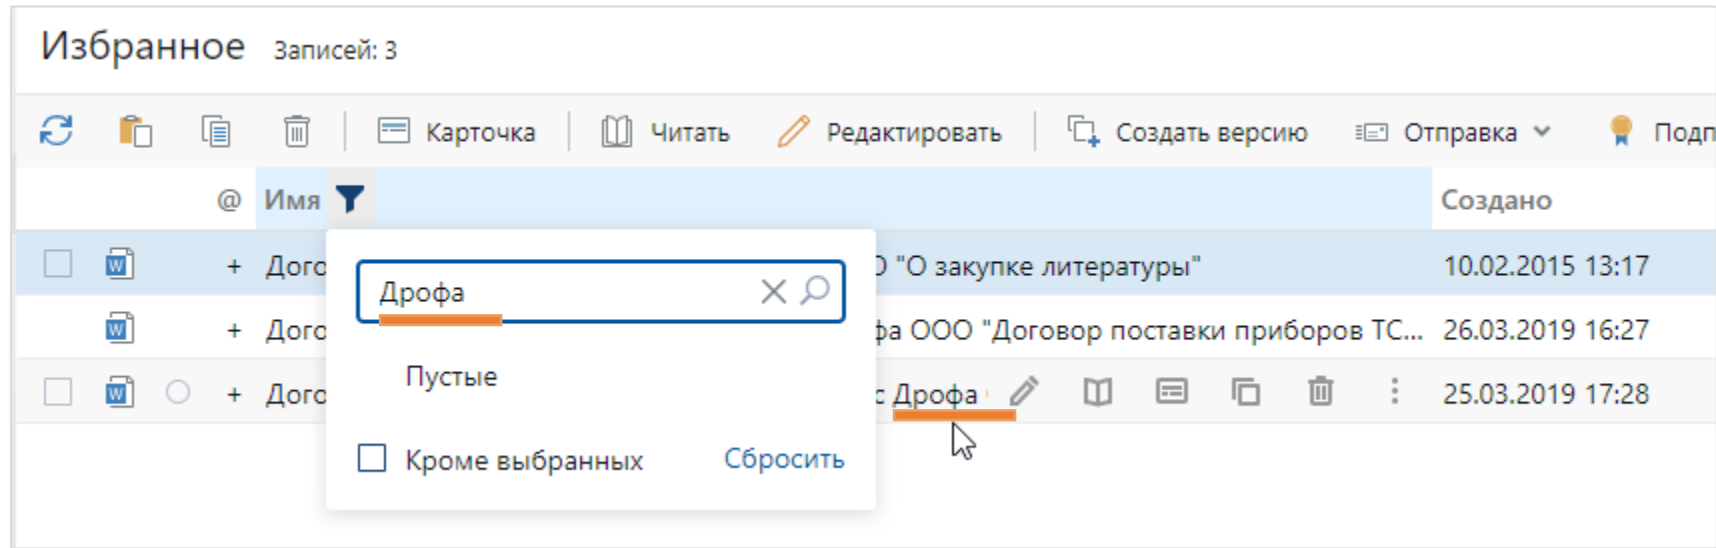 Избранное Записей: 3
Карточка Читать Редактировать Создать версию Отправка
@ Имя Создано
+ "О закупке литературы" 10.02.2015 13:17
Дрофа
+ ООО "Договор поставки приборов ТС... 26.03.2019 16:27
Пустые
+ с Дрофа 25.03.2019 17:28
Кроме выбранных Сбросить